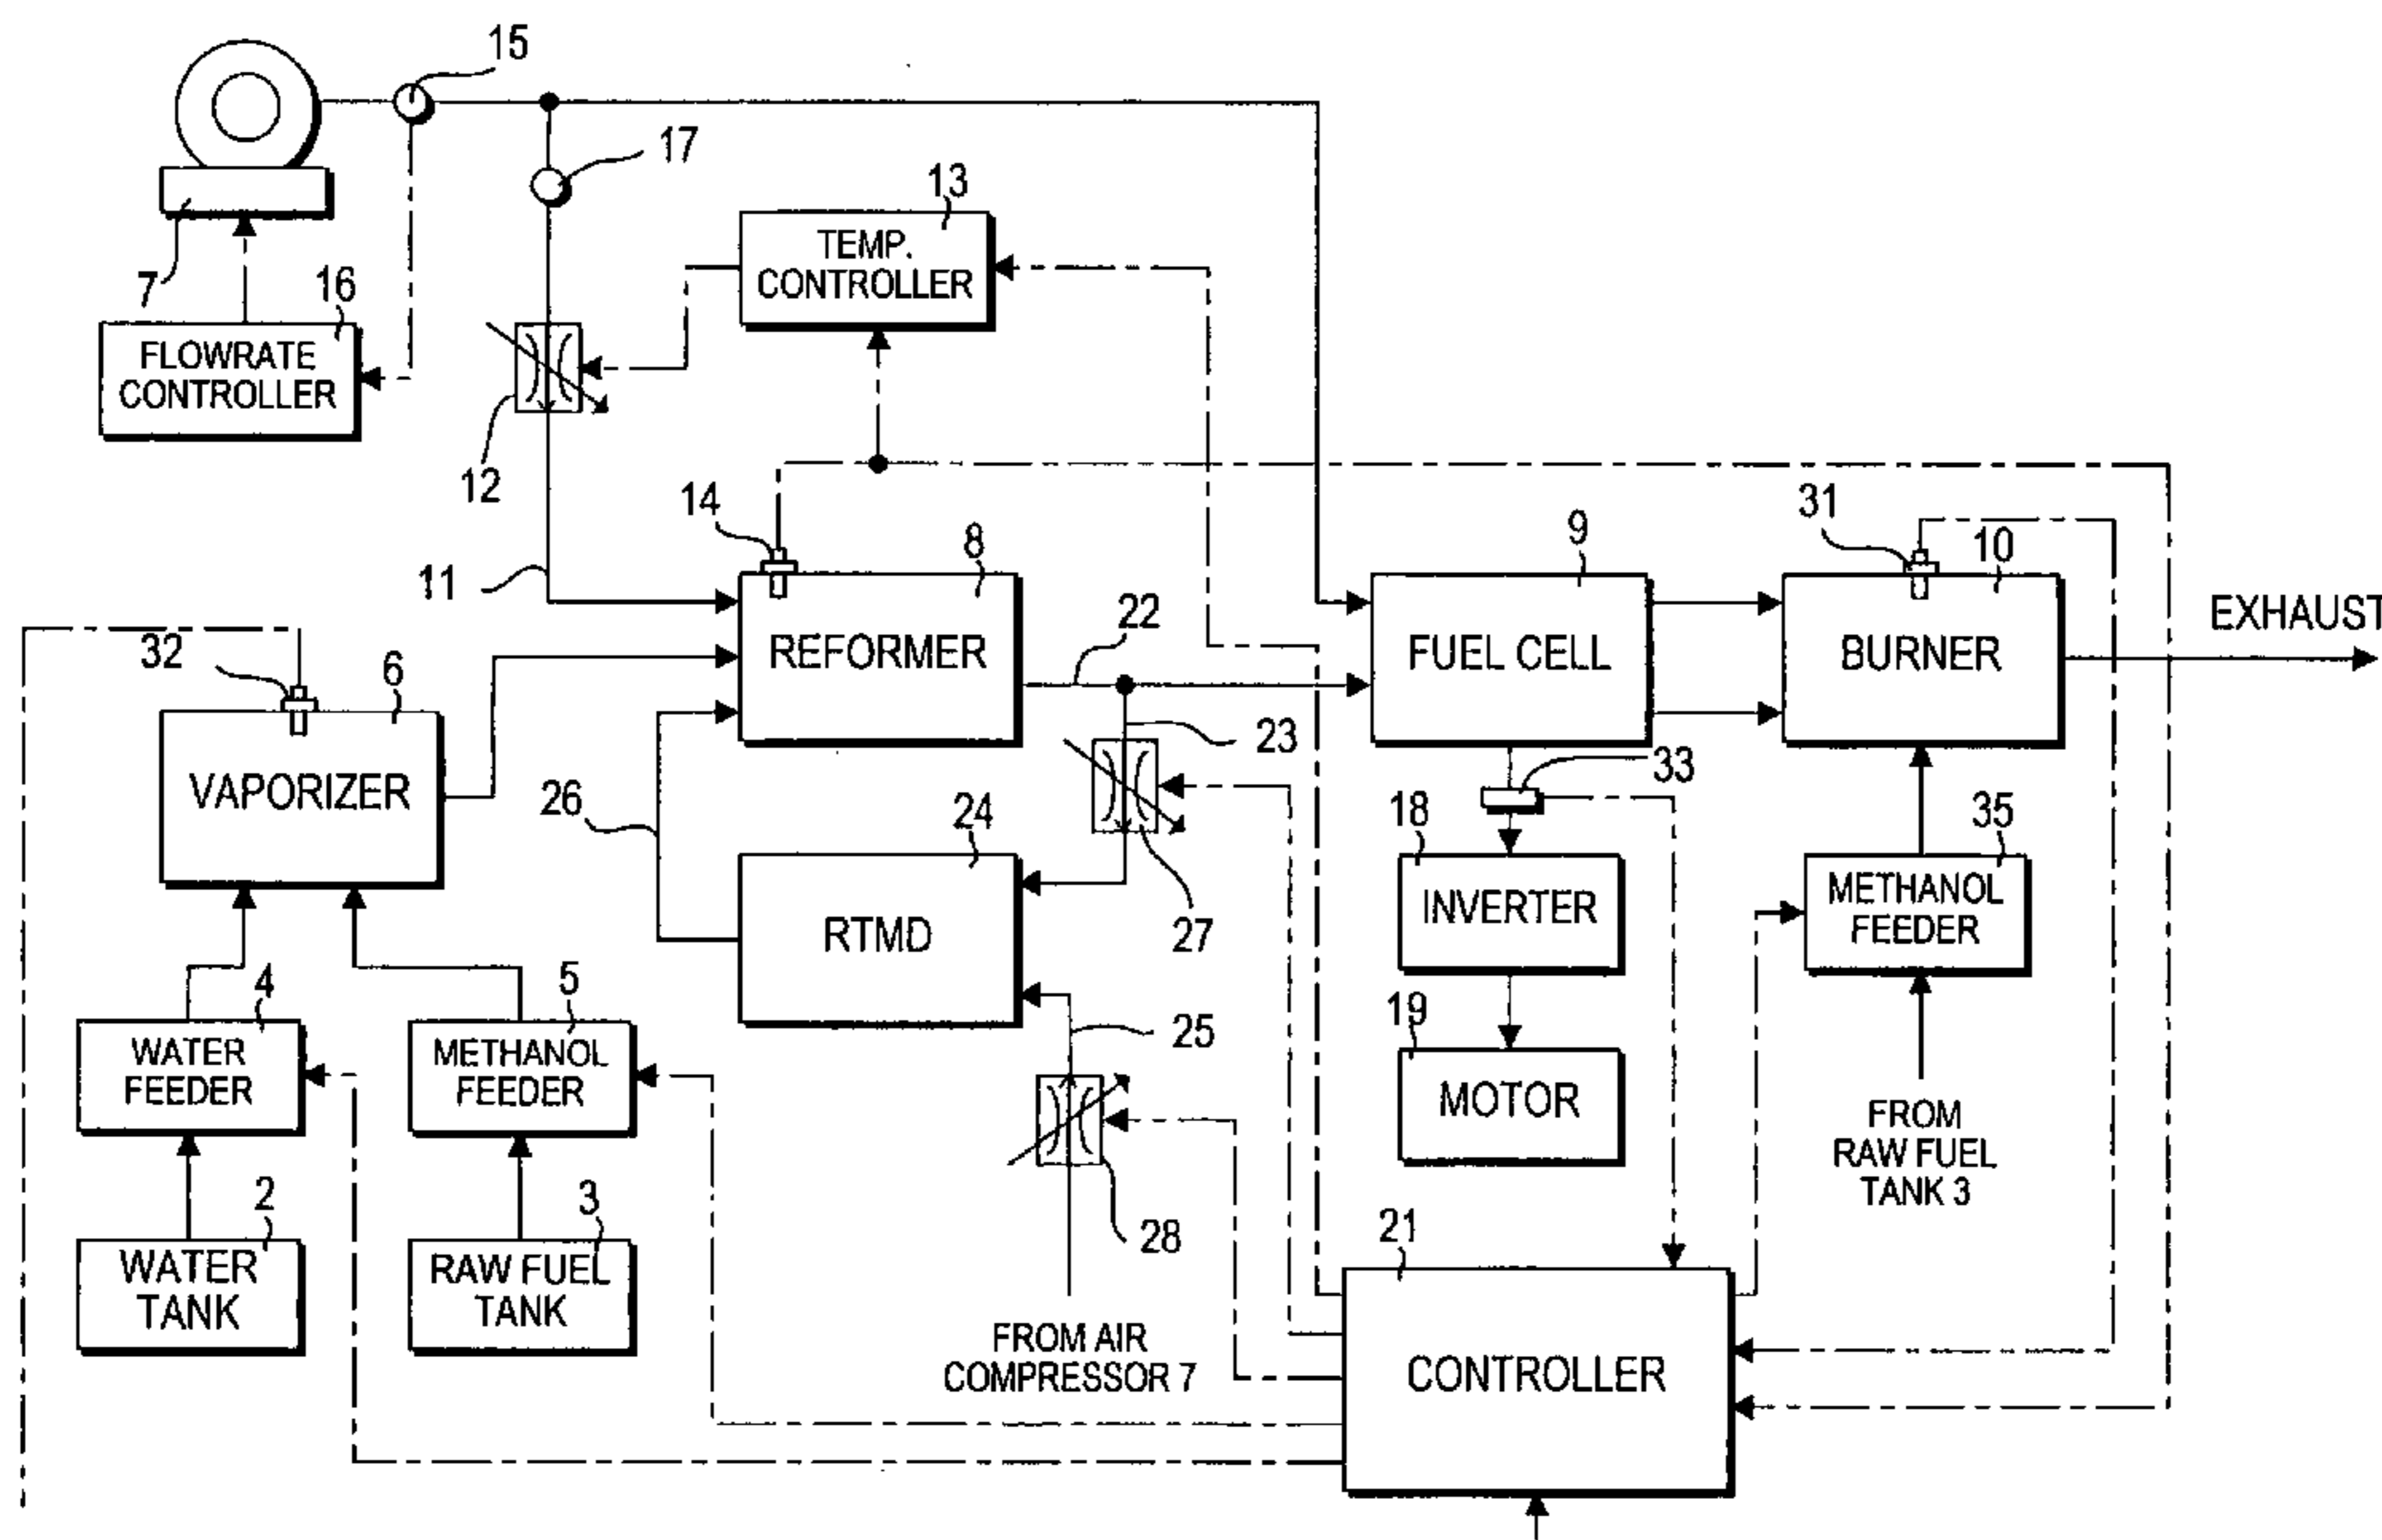 15
17
13
TEMP.
CONTROLLER
7
16
FLOWRATE
CONTROLLER
12
14
8
REFORMER
11
9
FUEL CELL
31
10
BURNER
EXHAUST
32
6
VAPORIZER
22
23
33
26
24
RTMD
27
18
INVERTER
35
METHANOL
FEEDER
4
WATER
FEEDER
5
METHANOL
FEEDER
25
19
MOTOR
FROM
RAW FUEL
TANK 3
2
WATER
TANK
3
RAW FUEL
TANK
28
FROM AIR
COMPRESSOR 7
21
CONTROLLER